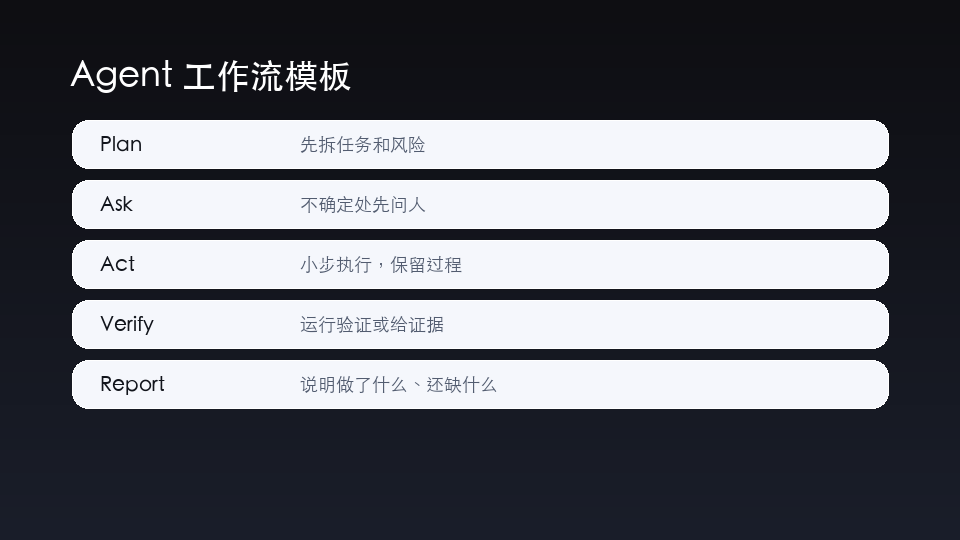 Agent 工作流模板
Plan 先拆任务和风险
Ask 不确定处先问人
Act 小步执行，保留过程
Verify 运行验证或给证据
Report 说明做了什么、还缺什么